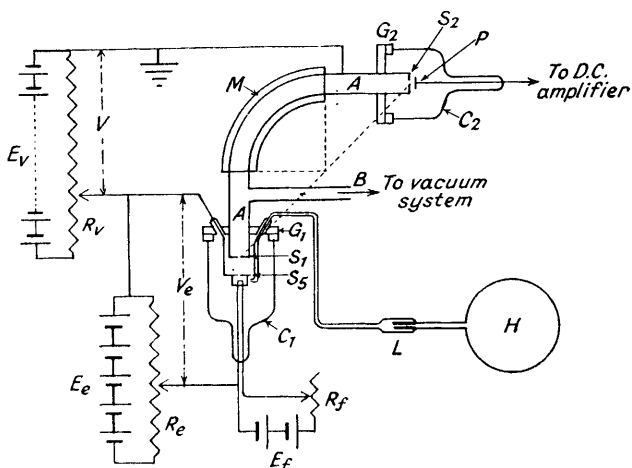 G₂
S₂
P
To D.C.
amplifier
M
A
C₂
V
E_V
B
To vacuum
system
R_V
A
G₁
V_e
S₁
S₅
H
C₁
L
E_e
R_e
R_f
E_f